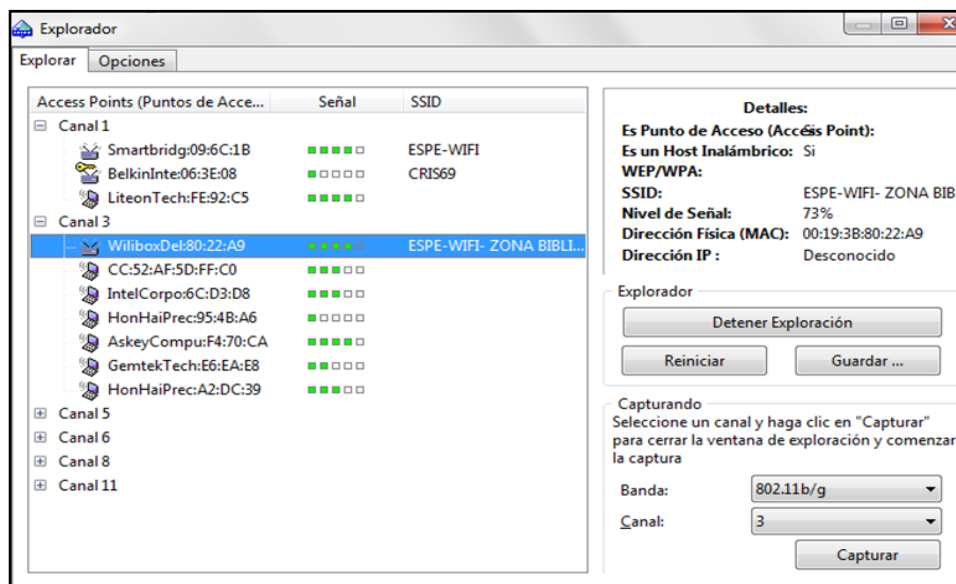 Explorador
Explorar Opciones
Access Points (Puntos de Acce... Señal SSID
Canal 1
Smartbridg:09:6C:1B ESPE-WIFI
BelkinInte:06:3E:08 CRIS69
LiteonTech:FE:92:C5
Canal 3
WiliboxDel:80:22:A9 ESPE-WIFI- ZONA BIBLI...
CC:52:AF:5D:FF:C0
IntelCorpo:6C:D3:D8
HonHaiPrec:95:4B:A6
AskeyCompu:F4:70:CA
GemtekTech:E6:EA:E8
HonHaiPrec:A2:DC:39
Canal 5
Canal 6
Canal 8
Canal 11
Detalles:
Es Punto de Acceso (Access Point): Si
Es un Host Inalámbrico: Si
WEP/WPA:
SSID: ESPE-WIFI- ZONA BIB
Nivel de Señal: 73%
Dirección Física (MAC): 00:19:3B:80:22:A9
Dirección IP : Desconocido
Explorador
Detener Exploración
Reiniciar Guardar ...
Capturando
Seleccione un canal y haga clic en "Capturar"
para cerrar la ventana de exploración y comenzar
la captura
Banda: 802.11b/g
Canal: 3
Capturar